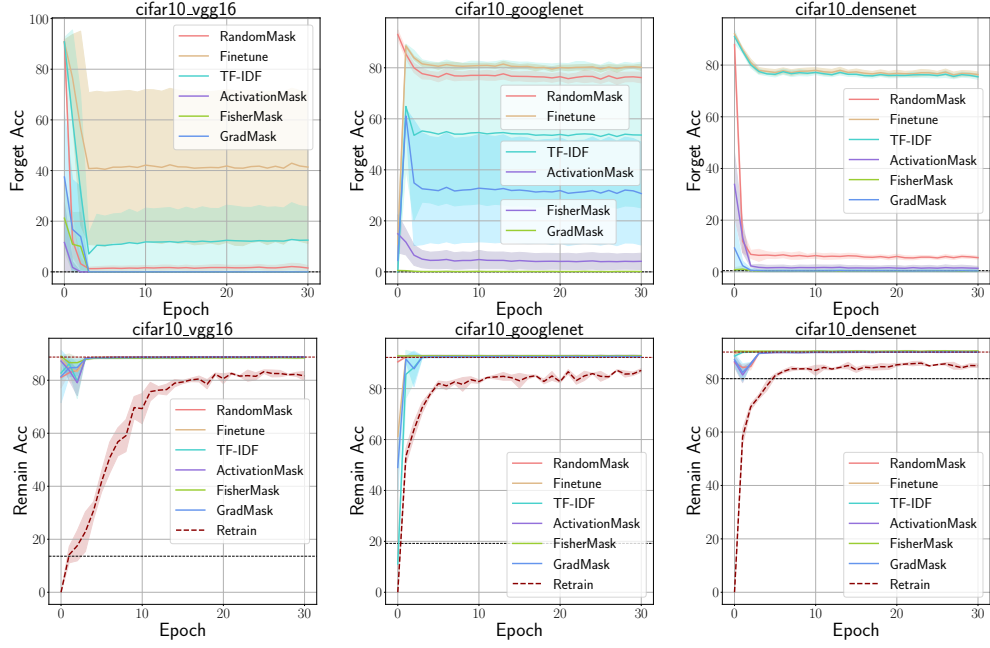 cifar10_vgg16
100
80
60
40
20
0
0
10
20
30
Forget Acc
Epoch
RandomMask
Finetune
TF-IDF
ActivationMask
FisherMask
GradMask
cifar10_googlenet
80
60
40
20
0
0
10
20
30
Forget Acc
Epoch
RandomMask
Finetune
TF-IDF
ActivationMask
FisherMask
GradMask
cifar10_densenet
80
60
40
20
0
0
10
20
30
Forget Acc
Epoch
RandomMask
Finetune
TF-IDF
ActivationMask
FisherMask
GradMask
cifar10_vgg16
80
60
40
20
0
0
10
20
30
Remain Acc
Epoch
RandomMask
Finetune
TF-IDF
ActivationMask
FisherMask
GradMask
Retrain
cifar10_googlenet
80
60
40
20
0
0
10
20
30
Remain Acc
Epoch
RandomMask
Finetune
TF-IDF
ActivationMask
FisherMask
GradMask
Retrain
cifar10_densenet
80
60
40
20
0
0
10
20
30
Remain Acc
Epoch
RandomMask
Finetune
TF-IDF
ActivationMask
FisherMask
GradMask
Retrain